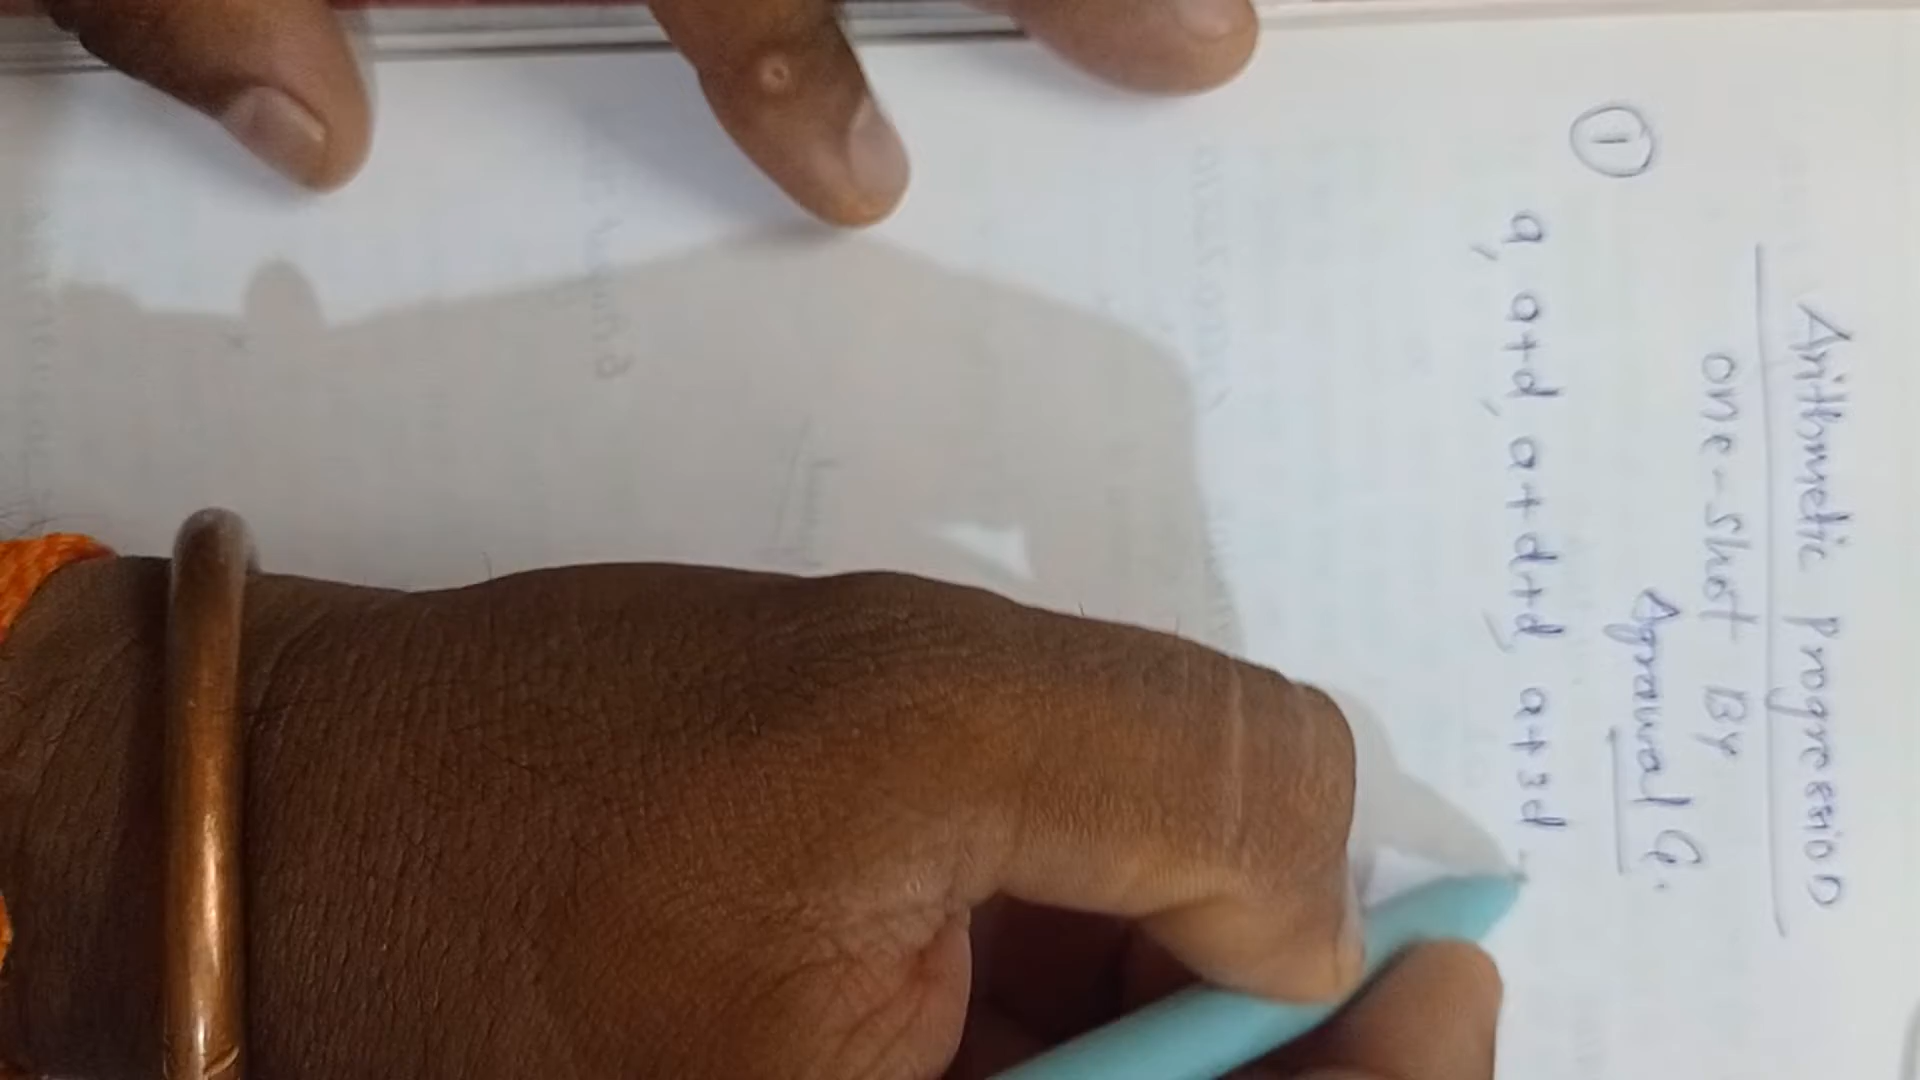 Arithmetic Progression
one-shot By
Agrawal G.
①
a, a+d, a+d+d, a+3d